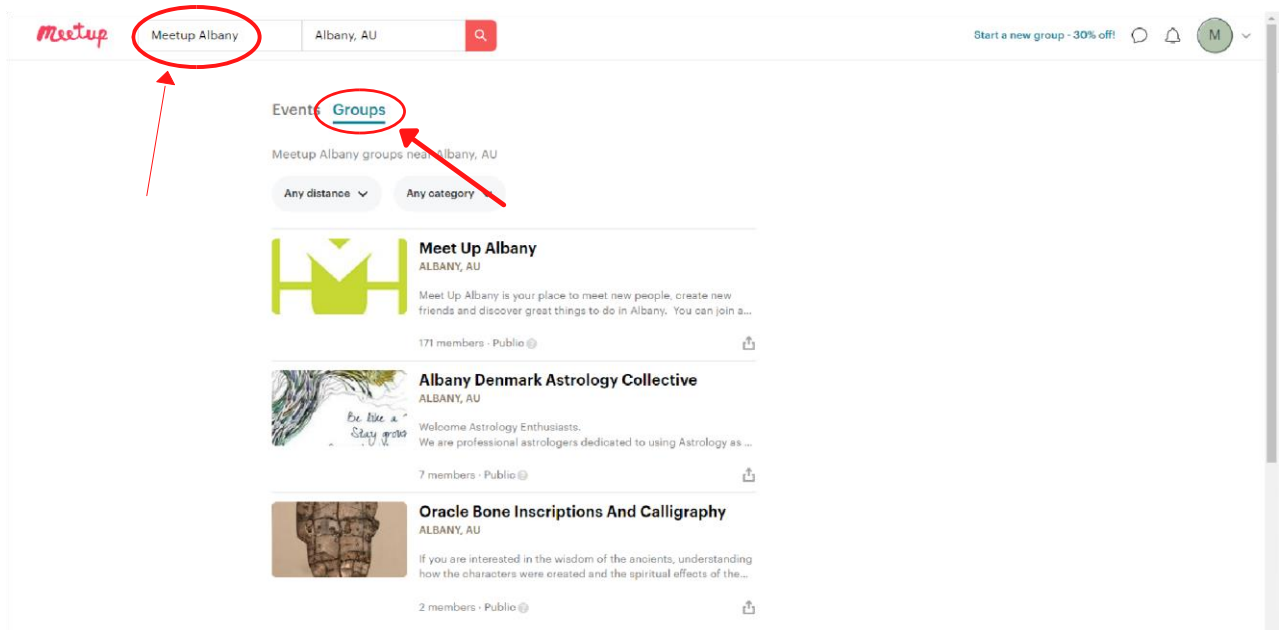 meetup
Meetup Albany
Albany, AU
Start a new group - 30% off!
M
Events Groups
Meetup Albany groups near Albany, AU
Any distance
Any category
Meet Up Albany
ALBANY, AU
Meet Up Albany is your place to meet new people, create new
friends and discover great things to do in Albany. You can join a...
171 members · Public
Albany Denmark Astrology Collective
ALBANY, AU
Be like a
Stay
Welcome Astrology Enthusiasts.
We are professional astrologers dedicated to using Astrology as ...
7 members · Public
Oracle Bone Inscriptions And Calligraphy
ALBANY, AU
If you are interested in the wisdom of the ancients, understanding
how the characters were created and the spiritual effects of the...
2 members · Public